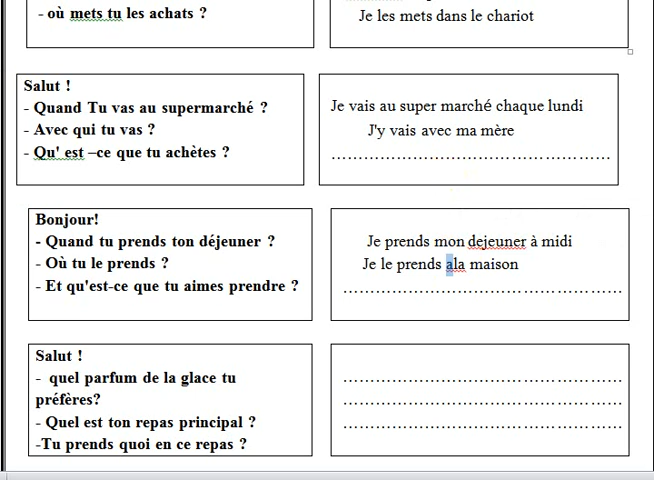 - où mets tu les achats ?
Je les mets dans le chariot
Salut !
- Quand Tu vas au supermarché ?
- Avec qui tu vas ?
- Qu' est –ce que tu achètes ?
Je vais au super marché chaque lundi
J'y vais avec ma mère
.....................................................
Bonjour!
- Quand tu prends ton déjeuner ?
- Où tu le prends ?
- Et qu'est-ce que tu aimes prendre ?
Je prends mon dejeuner à midi
Je le prends ala maison
.....................................................
Salut !
- quel parfum de la glace tu
préfères?
- Quel est ton repas principal ?
-Tu prends quoi en ce repas ?
.....................................................
.....................................................
.....................................................